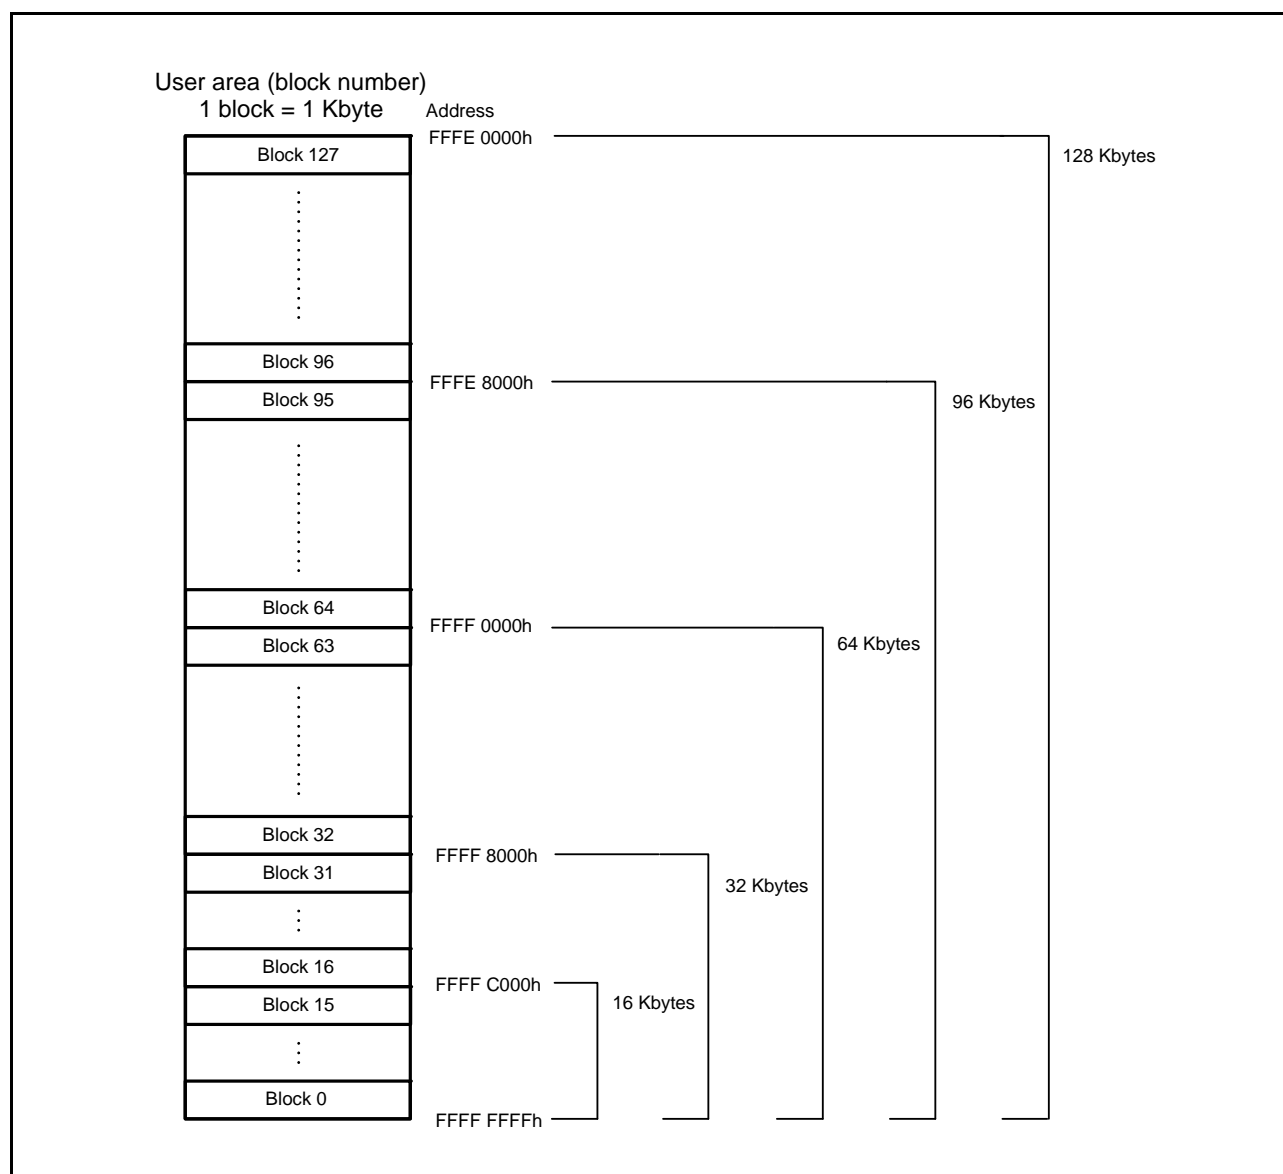 User area (block number)
1 block = 1 Kbyte
Address
FFFE 0000h
Block 127
128 Kbytes
Block 96
FFFE 8000h
Block 95
96 Kbytes
Block 64
FFFF 0000h
Block 63
64 Kbytes
Block 32
FFFF 8000h
Block 31
32 Kbytes
Block 16
FFFF C000h
Block 15
16 Kbytes
Block 0
FFFF FFFFh